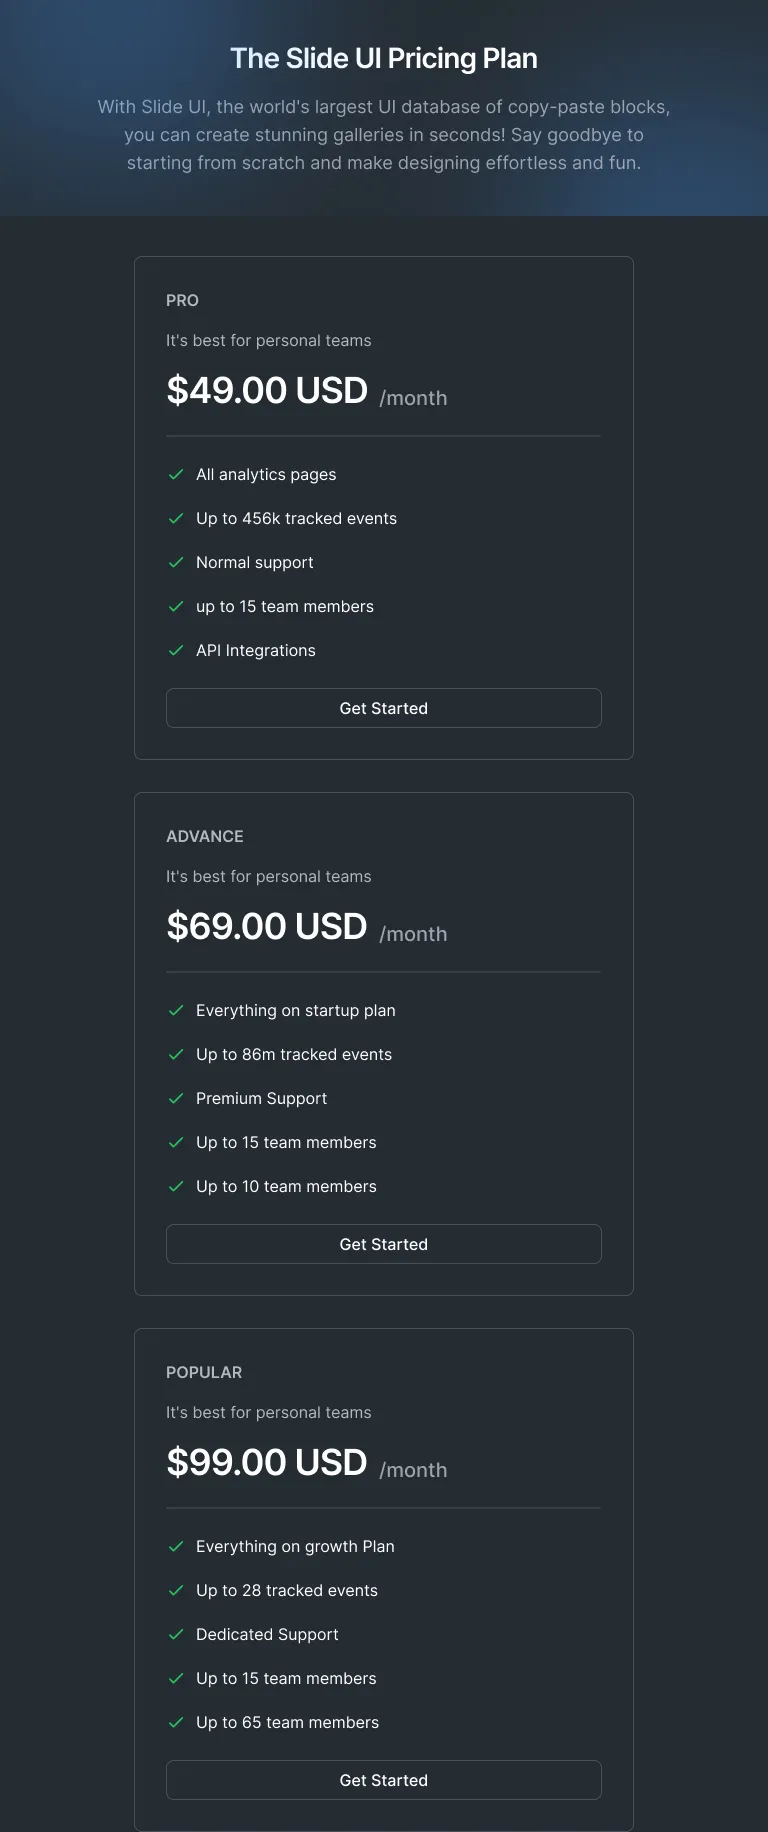 The Slide UI Pricing Plan
With Slide UI, the world's largest UI database of copy-paste blocks,
you can create stunning galleries in seconds! Say goodbye to
starting from scratch and make designing effortless and fun.
PRO
It's best for personal teams
$49.00 USD /month
All analytics pages
Up to 456k tracked events
Normal support
up to 15 team members
API Integrations
Get Started
ADVANCE
It's best for personal teams
$69.00 USD /month
Everything on startup plan
Up to 86m tracked events
Premium Support
Up to 15 team members
Up to 10 team members
Get Started
POPULAR
It's best for personal teams
$99.00 USD /month
Everything on growth Plan
Up to 28 tracked events
Dedicated Support
Up to 15 team members
Up to 65 team members
Get Started